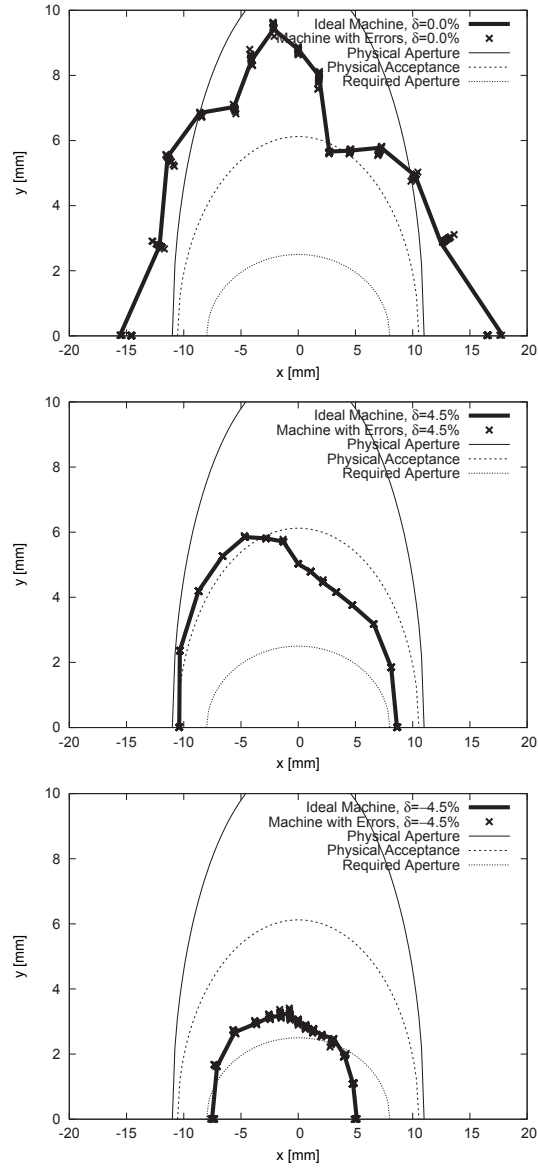 10
8
6
4
2
0
y [mm]
Ideal Machine, δ=0.0%
Machine with Errors, δ=0.0%
Physical Aperture
Physical Acceptance
Required Aperture
-20 -15 -10 -5 0 5 10 15 20
x [mm]
10
8
6
4
2
0
y [mm]
Ideal Machine, δ=4.5%
Machine with Errors, δ=4.5%
Physical Aperture
Physical Acceptance
Required Aperture
-20 -15 -10 -5 0 5 10 15 20
x [mm]
10
8
6
4
2
0
y [mm]
Ideal Machine, δ=−4.5%
Machine with Errors, δ=−4.5%
Physical Aperture
Physical Acceptance
Required Aperture
-20 -15 -10 -5 0 5 10 15 20
x [mm]